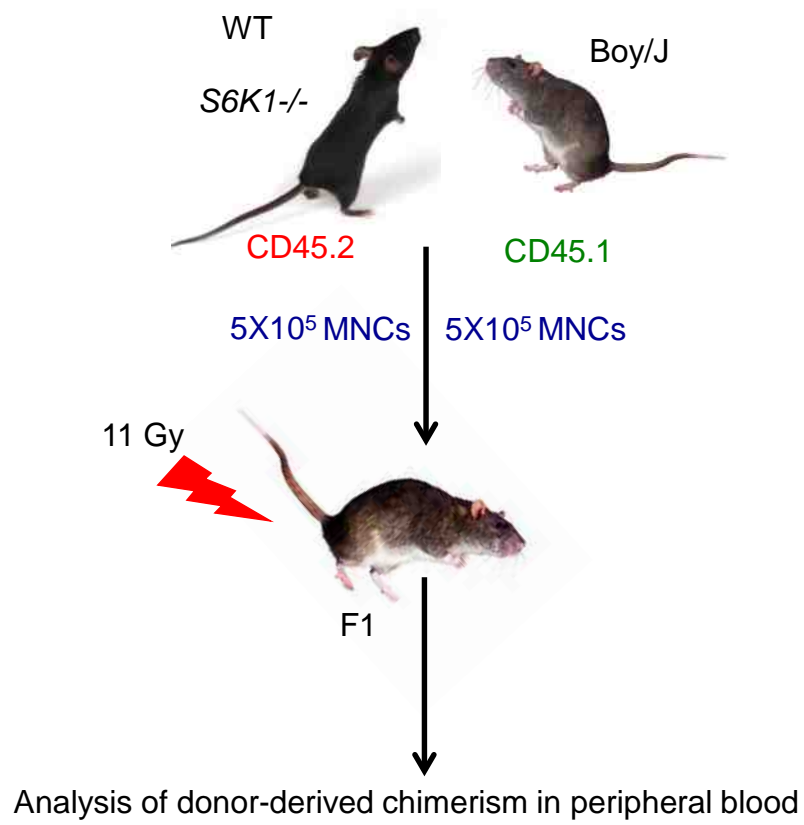 WT
Boy/J
S6K1-/-
CD45.2
CD45.1
5X10⁵ MNCs
5X10⁵ MNCs
11 Gy
F1
Analysis of donor-derived chimerism in peripheral blood